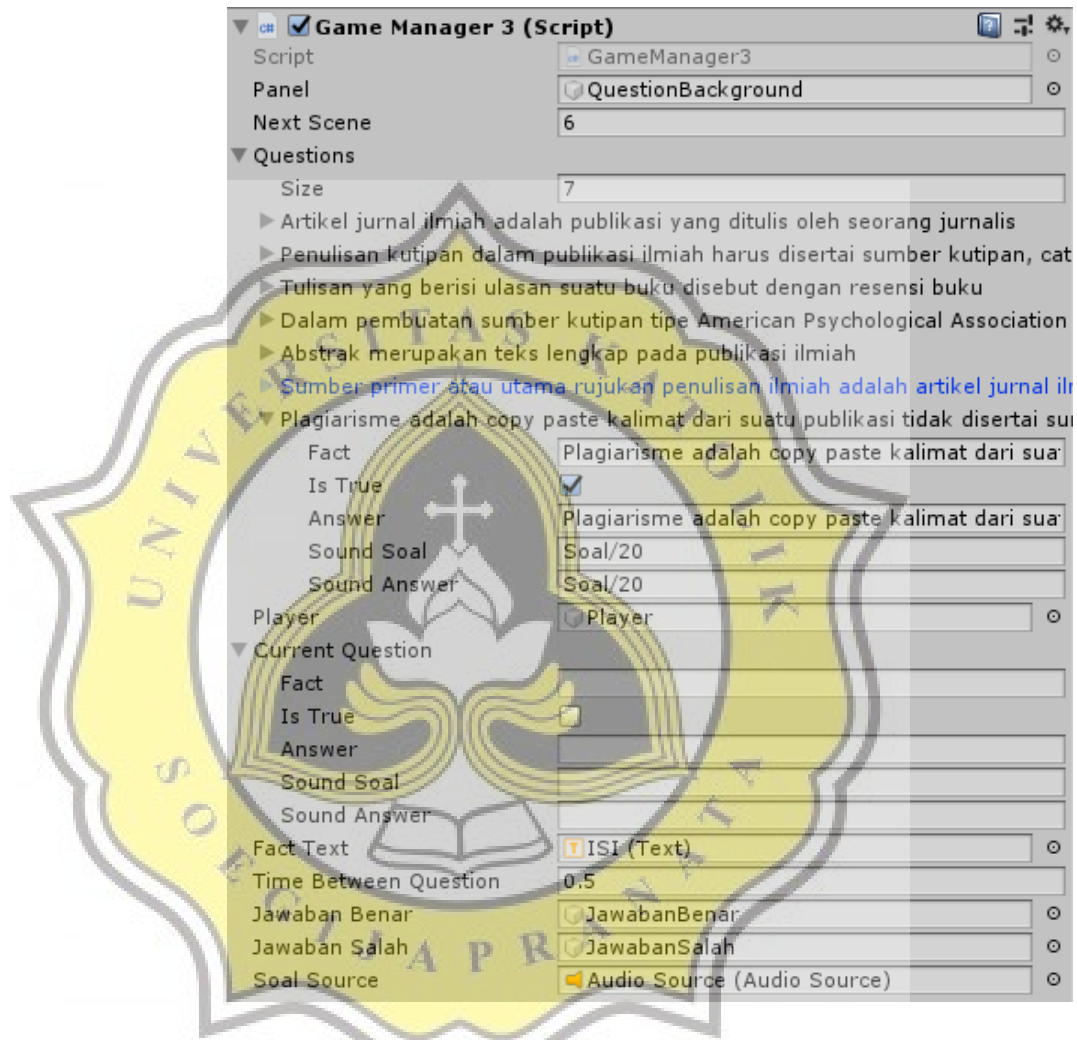 Game Manager 3 (Script)
Script GameManager3
Panel QuestionBackground
Next Scene 6
Questions
Size 7
Artikel jurnal ilmiah adalah publikasi yang ditulis oleh seorang jurnalis
Penulisan kutipan dalam publikasi ilmiah harus disertai sumber kutipan, cat
Tulisan yang berisi ulasan suatu buku disebut dengan resensi buku
Dalam pembuatan sumber kutipan tipe American Psychological Association
Abstrak merupakan teks lengkap pada publikasi ilmiah
Sumber primer atau utama rujukan penulisan ilmiah adalah artikel jurnal
Plagiarisme adalah copy paste kalimat dari suatu publikasi tidak disertai
Fact Plagiarisme adalah copy paste kalimat dari
Is True
Answer Plagiarisme adalah copy paste kalimat dari
Sound Soal Soal/20
Sound Answer Soal/20
Player Player
Current Question
Fact
Is True
Answer
Sound Soal
Sound Answer
Fact Text ISI (Text)
Time Between Question 0.5
Jawaban Benar JawabanBenar
Jawaban Salah JawabanSalah
Soal Source Audio Source (Audio Source)
UNIVERSITAS KATOLIK
SOEGIJAPRANATA